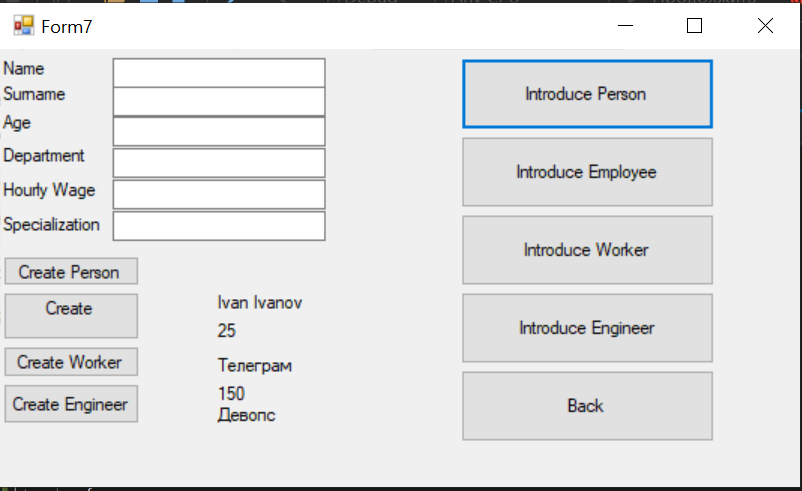 Form7
Name
Surname
Age
Department
Hourly Wage
Specialization
Create Person
Create
Create Worker
Create Engineer
Ivan Ivanov
25
Телеграм
150
Девопс
Introduce Person
Introduce Employee
Introduce Worker
Introduce Engineer
Back